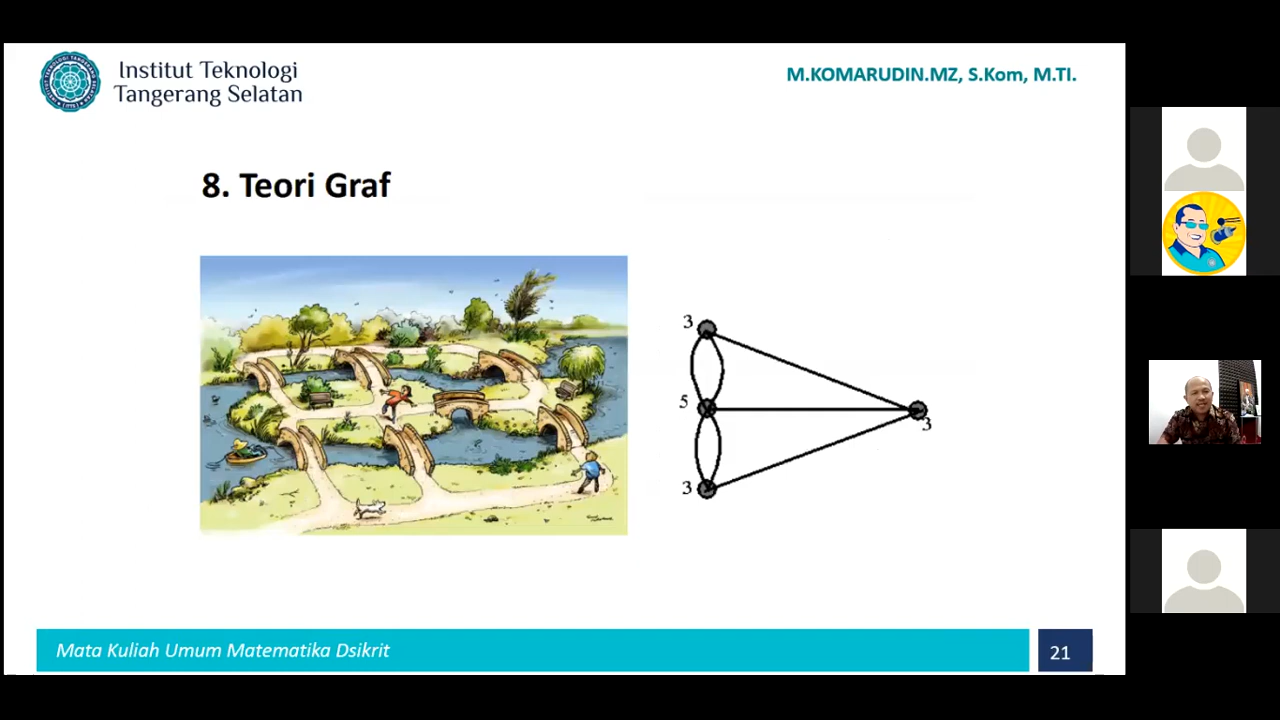 Institut Teknologi
Tangerang Selatan
M.KOMARUDIN.MZ, S.Kom, M.TI.
8. Teori Graf
3
5
3
3
Mata Kuliah Umum Matematika Dsikrit
21